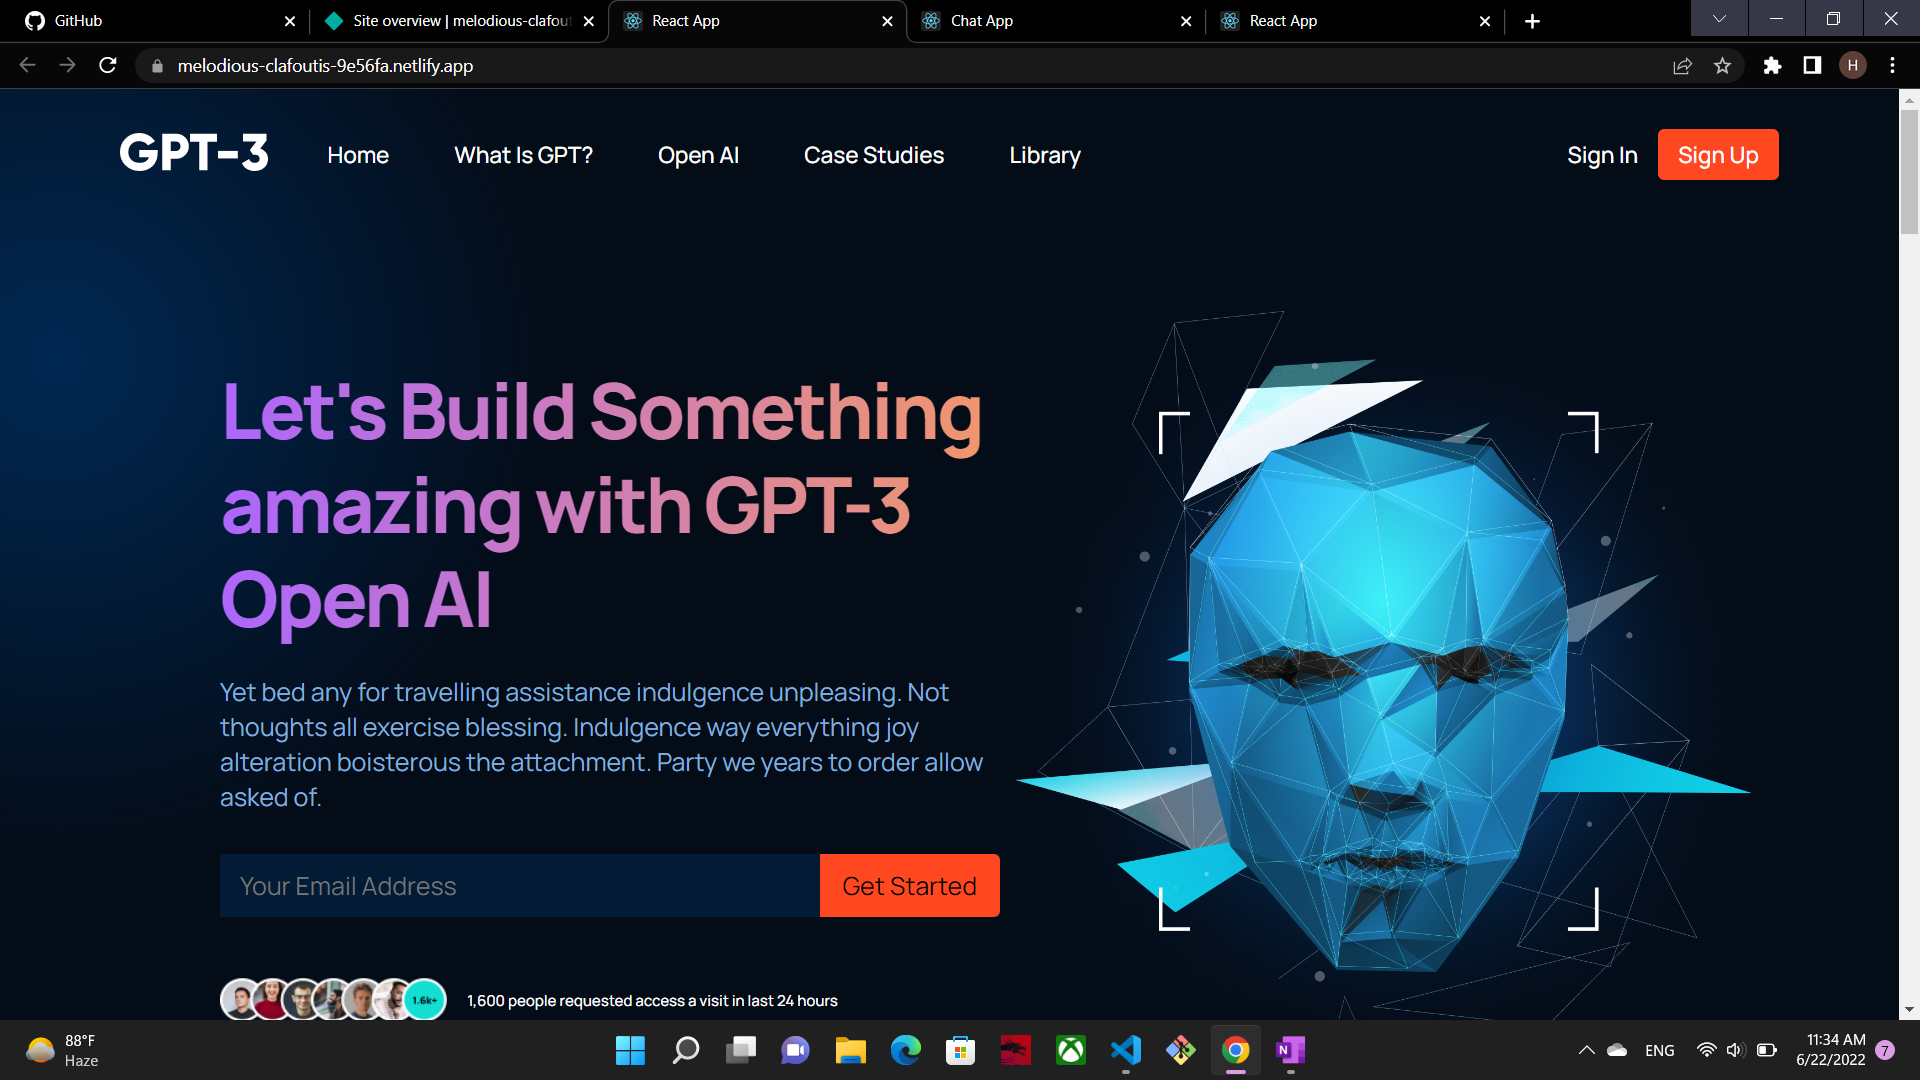 GitHub
Site overview | melodious-clafout
React App
Chat App
React App
melodious-clafoutis-9e56fa.netlify.app
H
GPT-3
Home
What Is GPT?
Open AI
Case Studies
Library
Sign In
Sign Up
Let's Build Something
amazing with GPT-3
Open AI
Yet bed any for travelling assistance indulgence unpleasing. Not
thoughts all exercise blessing. Indulgence way everything joy
alteration boisterous the attachment. Party we years to order allow
asked of.
Your Email Address
Get Started
1.6k+
1,600 people requested access a visit in last 24 hours
88°F
Haze
N
ENG
11:34 AM
6/22/2022
7